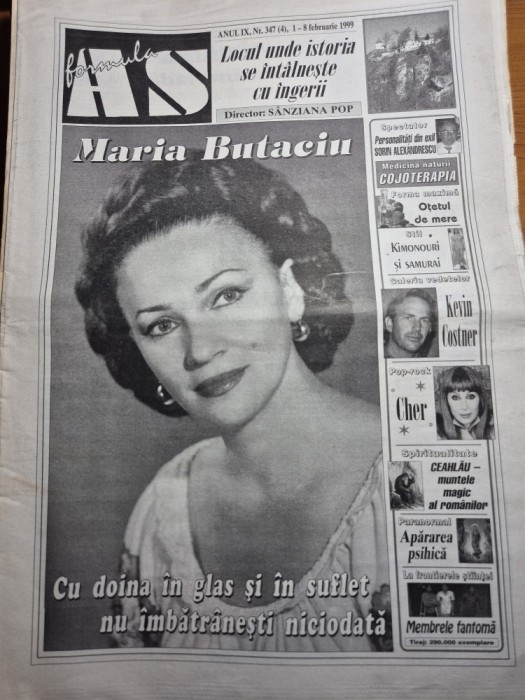 formula
AS
ANUL IX, Nr. 347 (4), 1 – 8 februarie 1999
Locul unde istoria
se întâlnește
cu îngerii
Director: SÂNZIANA POP
Maria Butaciu
Spectator
Personalități din exil
SORIN ALEXANDRESCU
Medicina naturii
COJOTERAPIA
Forma maximă
Oțetul
de mere
Stil
KIMONOURI
ȘI SAMURAI
Galeria vedetelor
Kevin
Costner
Pop-rock
Cher
Spiritualitate
CEAHLĂU –
muntele
magic
al românilor
Paranormal
Apărarea
psihică
La frontierele științei
Membrele fantomă
Tiraj: 290.000 exemplare
Cu doina în glas și în suflet
nu îmbătrânești niciodată